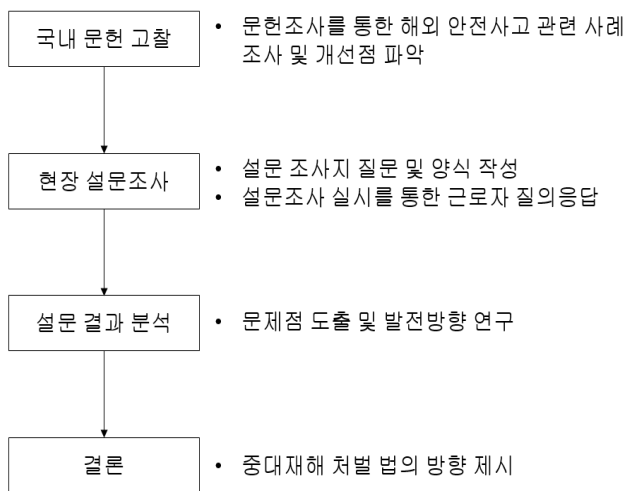 국내 문헌 고찰
• 문헌조사를 통한 해외 안전사고 관련 사례
조사 및 개선점 파악
현장 설문조사
• 설문 조사지 질문 및 양식 작성
• 설문조사 실시를 통한 근로자 질의응답
설문 결과 분석
• 문제점 도출 및 발전방향 연구
결론
• 중대재해 처벌 법의 방향 제시